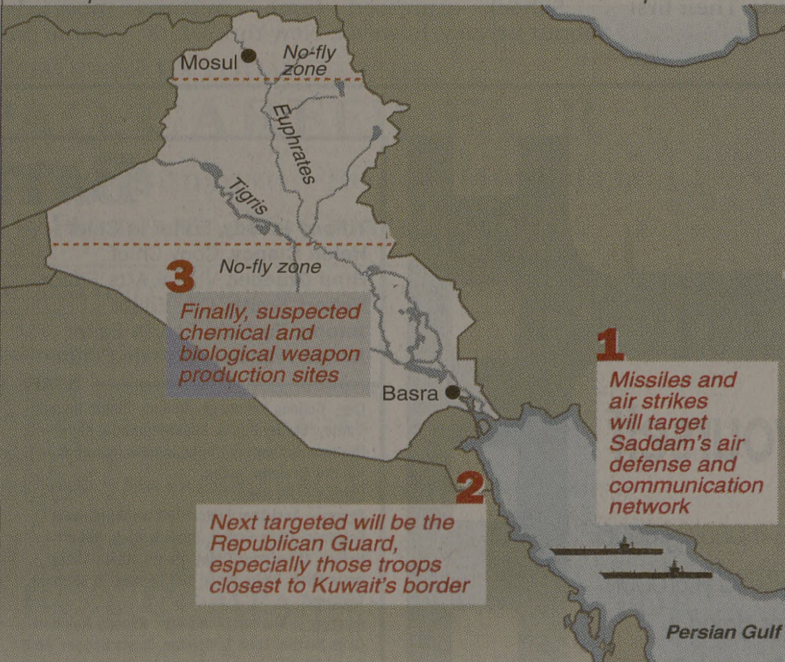 Mosul
No-fly
zone
Euphrates
Tigris
No-fly zone
3
Finally, suspected
chemical and
biological weapon
production sites
Basra
1
Missiles and
air strikes
will target
Saddam's air
defense and
communication
network
2
Next targeted will be the
Republican Guard,
especially those troops
closest to Kuwait's border
Persian Gulf